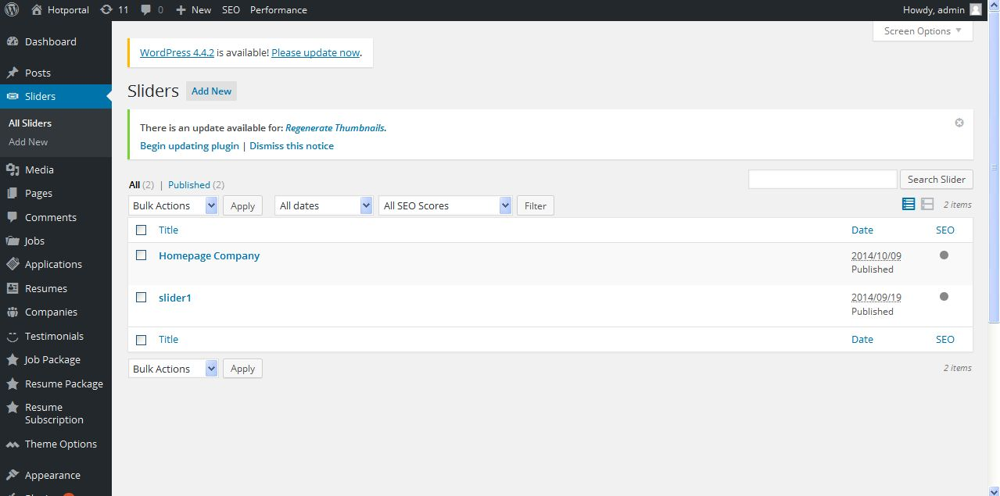 Hotportal 11 0 New SEO Performance Howdy, admin
Screen Options
Dashboard
Posts
Sliders
All Sliders
Add New
Media
Pages
Comments
Jobs
Applications
Resumes
Companies
Testimonials
Job Package
Resume Package
Resume
Subscription
Theme Options
Appearance
WordPress 4.4.2 is available! Please update now.
Sliders Add New
There is an update available for: Regenerate Thumbnails.
Begin updating plugin | Dismiss this notice
All (2) | Published (2)
Search Slider
Bulk Actions Apply All dates All SEO Scores Filter 2 items
Title Date SEO
Homepage Company 2014/10/09
Published
slider1 2014/09/19
Published
Title Date SEO
Bulk Actions Apply 2 items